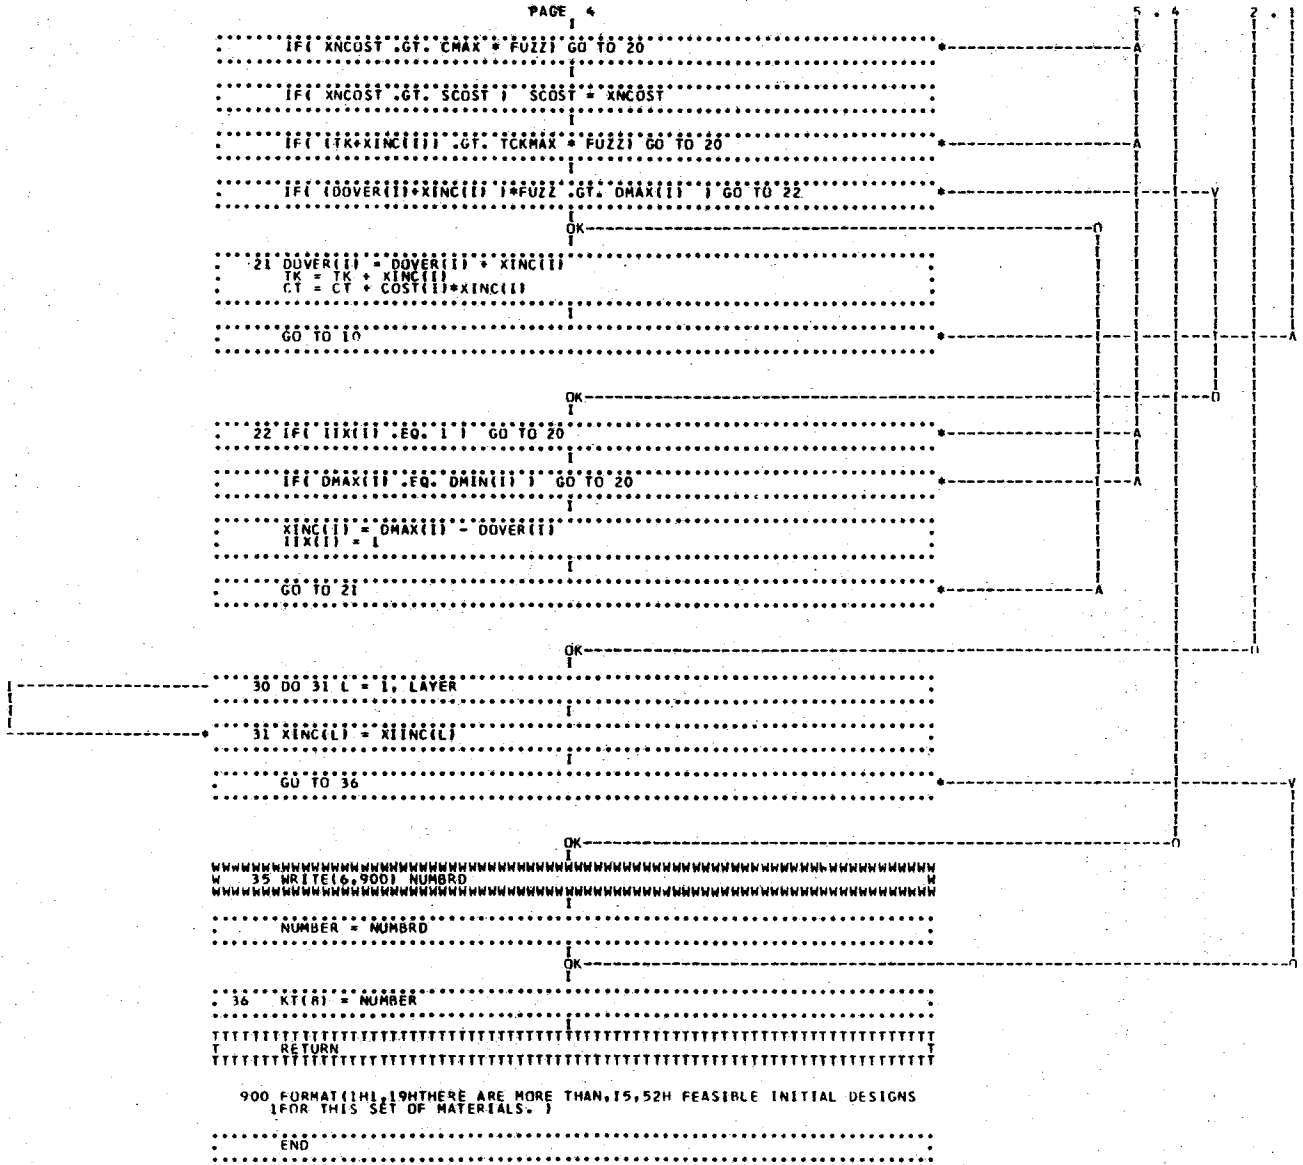 PAGE 4
5 . 4 2 . 1
IF( XNCOST .GT. CMAX * FUZZ) GO TO 20
IF( XNCOST .GT. SCOST ) SCOST = XNCOST
IF( (TK+XINC(I)) .GT. TCKMAX * FUZZ) GO TO 20
IF( (DOVER(I)+XINC(I) )*FUZZ .GT. DMAX(I) ) GO TO 22
OK
21 DOVER(I) = DOVER(I) + XINC(I)
TK = TK + XINC(I)
CT = CT + COST(I)*XINC(I)
GO TO 10
OK
22 IF( IIX(I) .EQ. 1 ) GO TO 20
IF( DMAX(I) .EQ. DMIN(I) ) GO TO 20
XINC(I) = DMAX(I) - DOVER(I)
IIX(I) = 1
GO TO 21
OK
30 DO 31 L = 1, LAYER
31 XINC(L) = XIINC(L)
GO TO 36
OK
35 WRITE(6,900) NUMBRD
NUMBER = NUMBRD
OK
36 KT(8) = NUMBER
RETURN
900 FORMAT(1H1,19HTHERE ARE MORE THAN,I5,52H FEASIBLE INITIAL DESIGNS
1FOR THIS SET OF MATERIALS. )
END